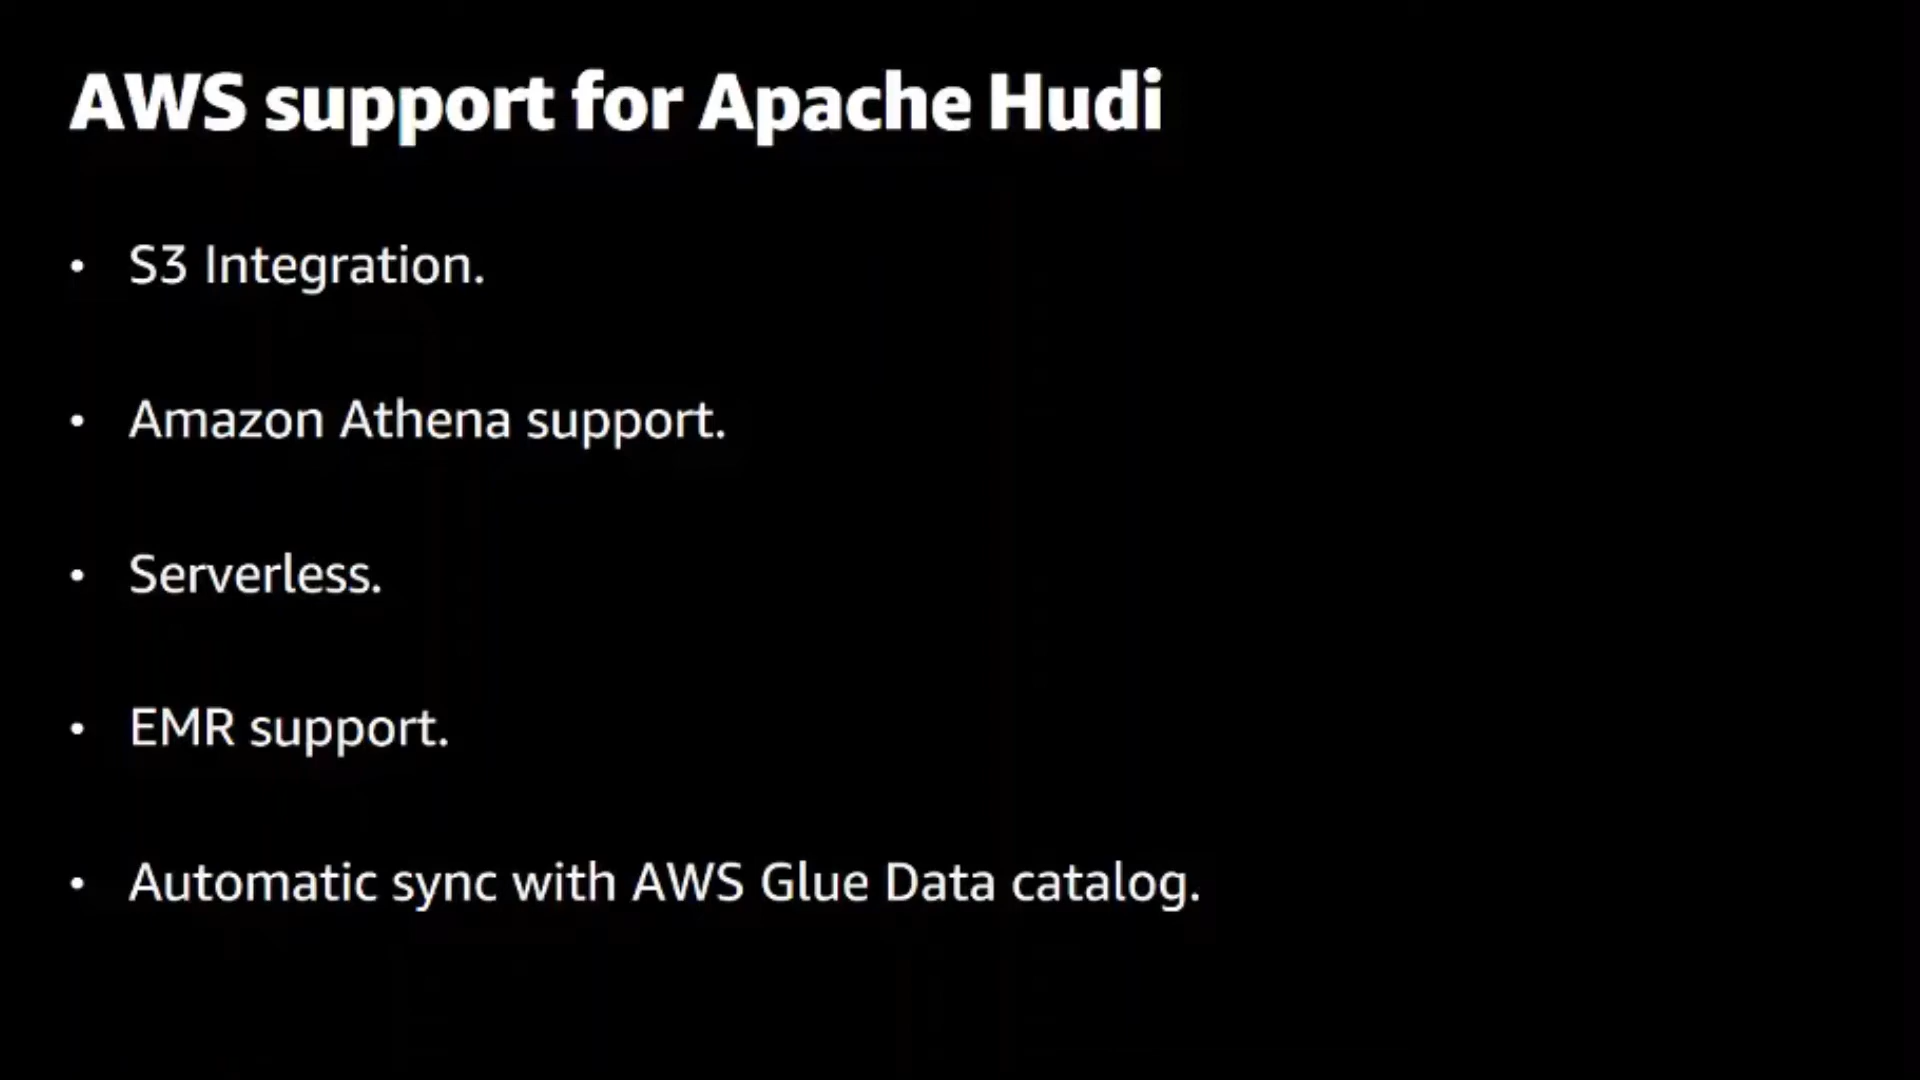 AWS support for Apache Hudi
• S3 Integration.
• Amazon Athena support.
• Serverless.
• EMR support.
• Automatic sync with AWS Glue Data catalog.